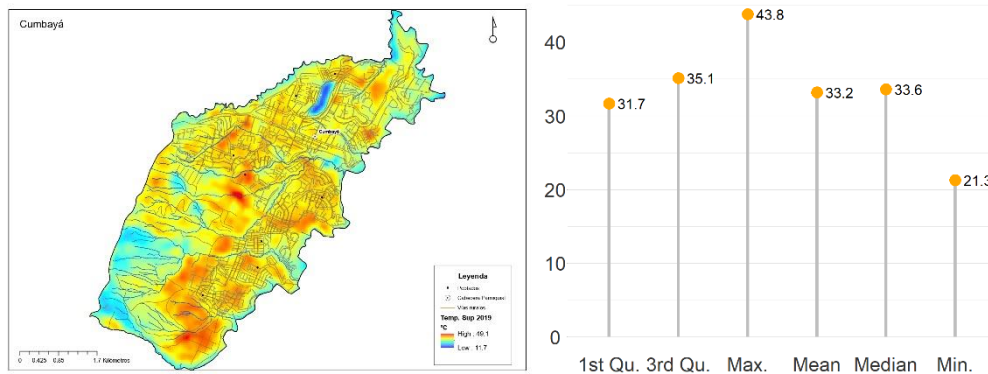 Cumbayá
Cumbayá
Leyenda
Poblados
Cabecera Parroquial
Temp. Sup 2019
°C
High : 49.1
Low : 11.7
0 0.425 0.85 1.7 Kilometros
40
30
20
10
0
31.7
35.1
43.8
33.2
33.6
21.3
1st Qu. 3rd Qu. Max. Mean Median Min.